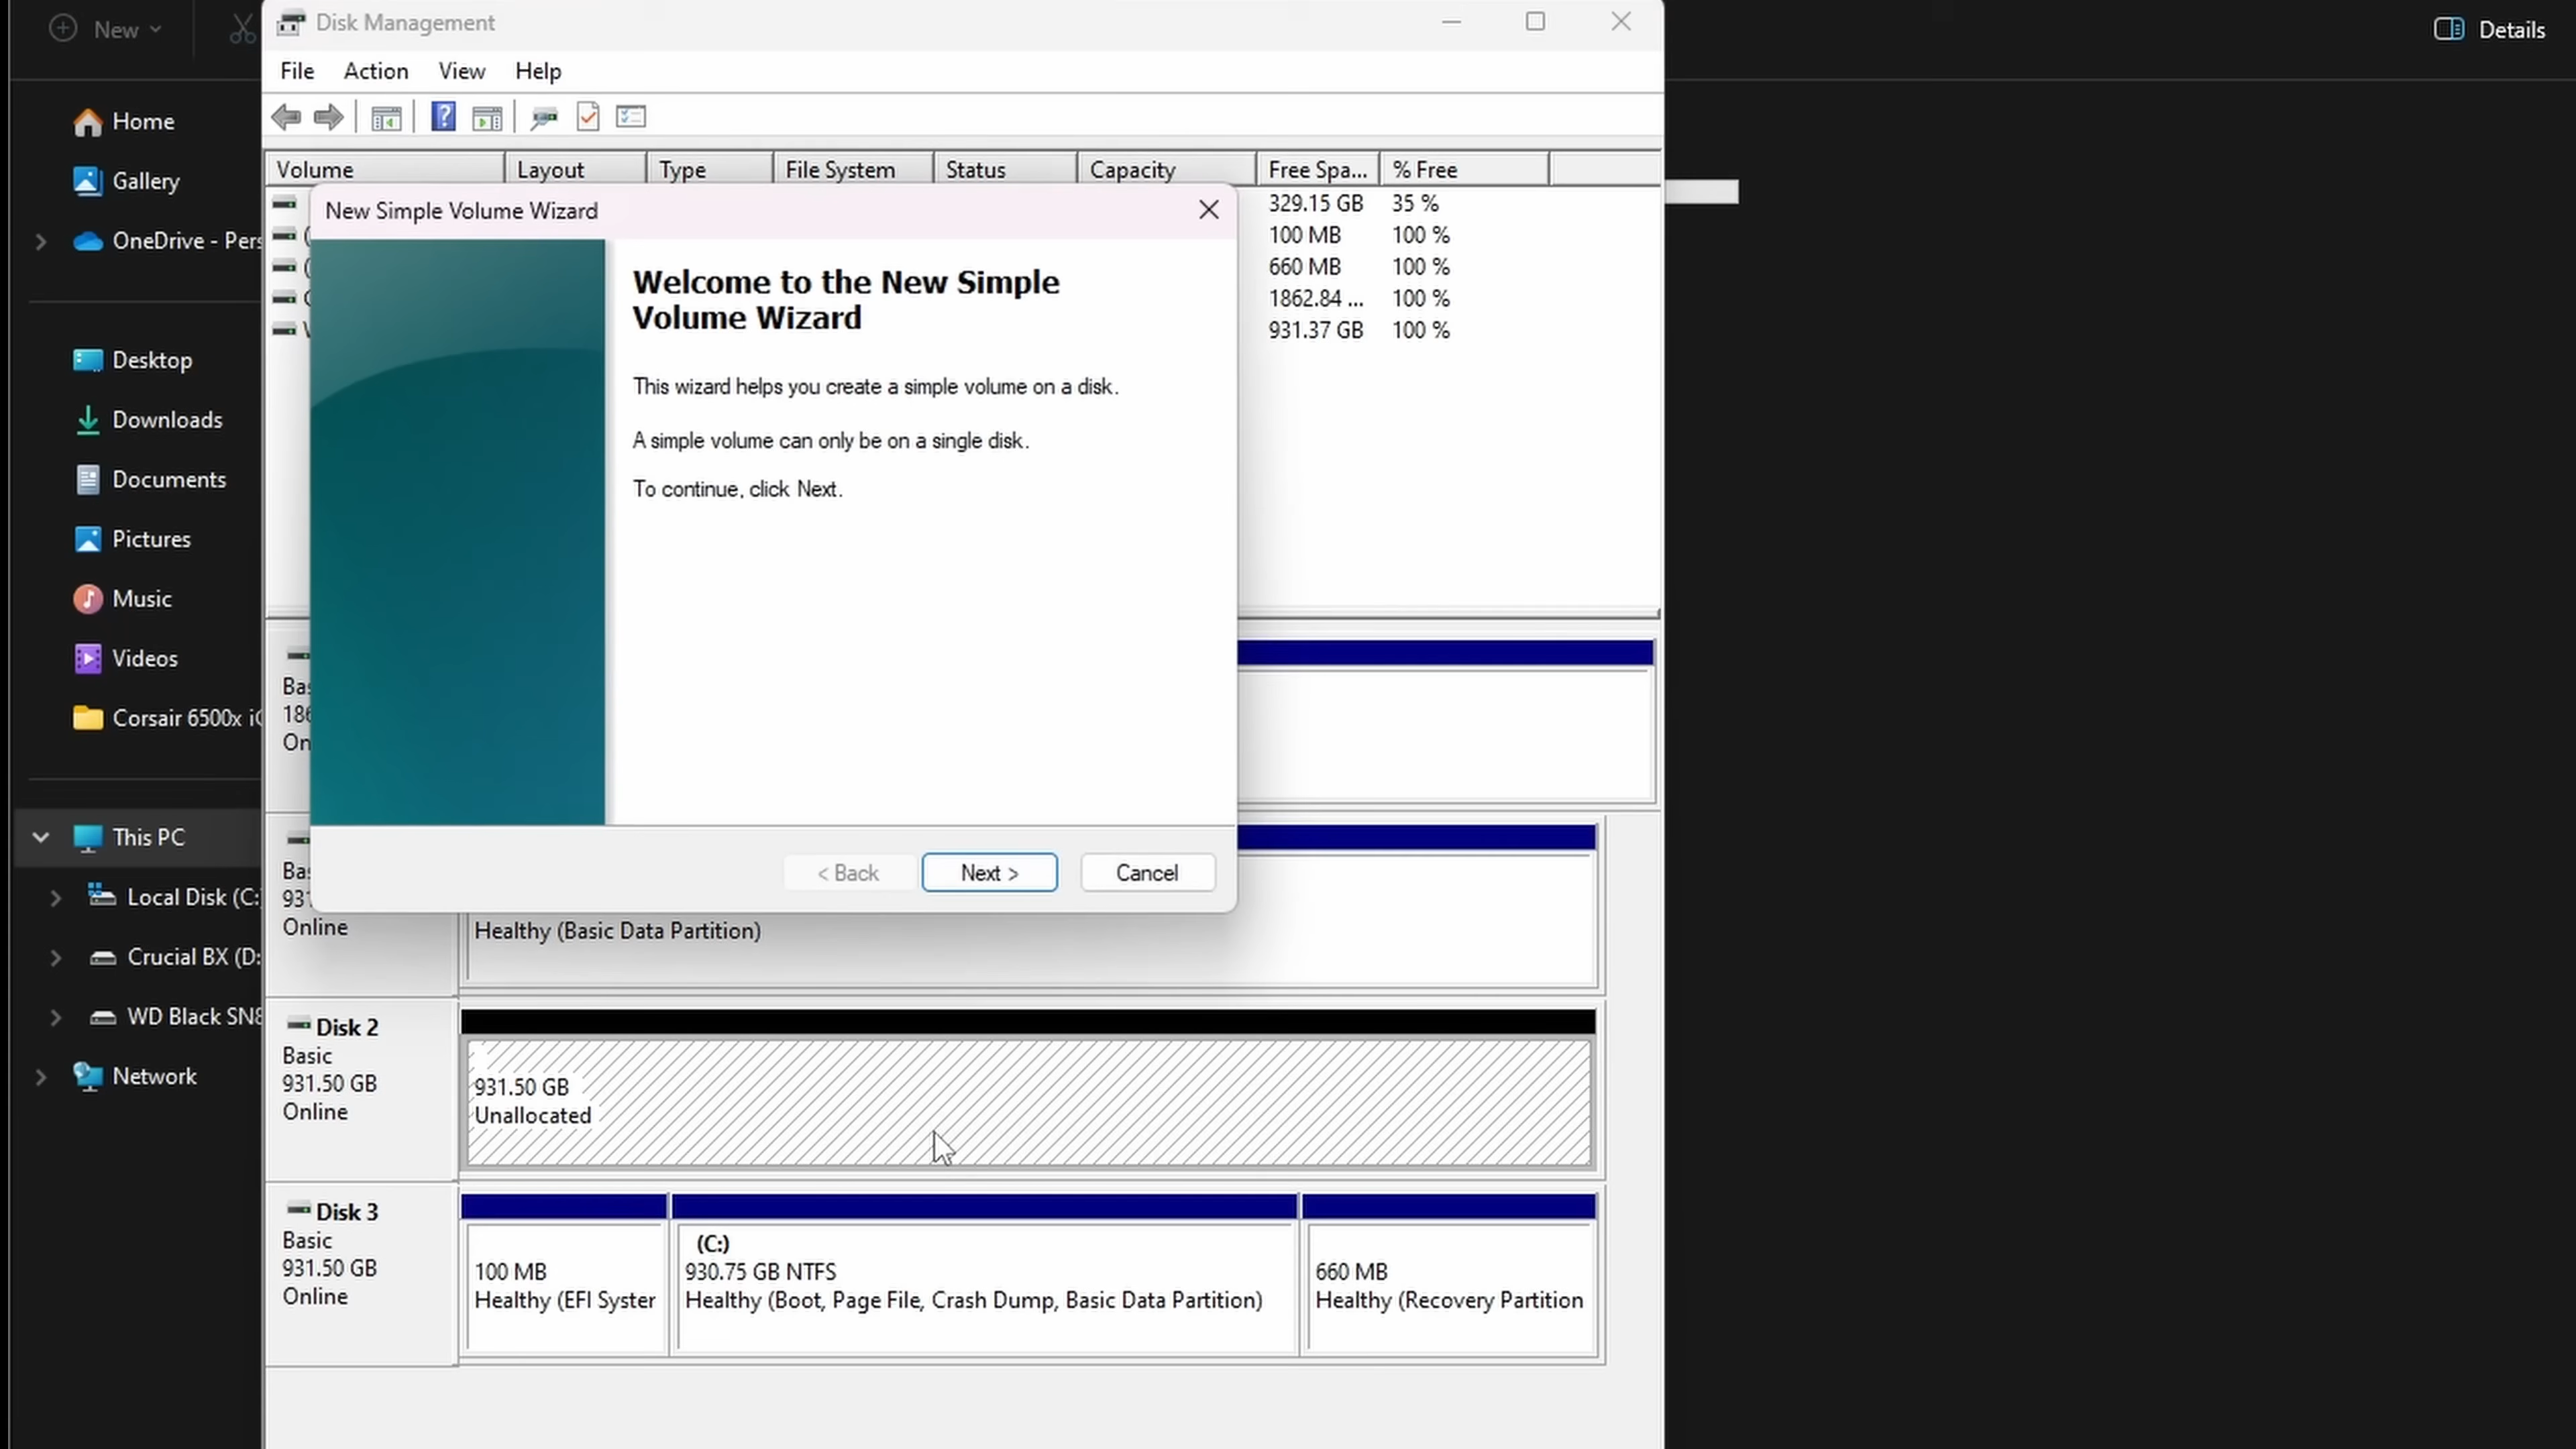 New
Details
Disk Management
File Action View Help
Volume Layout Type File System Status Capacity Free Spa... % Free
329.15 GB 35 %
100 MB 100 %
660 MB 100 %
1862.84 ... 100 %
931.37 GB 100 %
Home
Gallery
OneDrive - Pers
Desktop
Downloads
Documents
Pictures
Music
Videos
Corsair 6500x iC
This PC
Local Disk (C:
Crucial BX (D:
WD Black SN8
Network
New Simple Volume Wizard
Welcome to the New Simple
Volume Wizard
This wizard helps you create a simple volume on a disk.
A simple volume can only be on a single disk.
To continue, click Next.
< Back Next > Cancel
Bas
186
On
Bas
931
Online
Healthy (Basic Data Partition)
Disk 2
Basic
931.50 GB
Online
931.50 GB
Unallocated
Disk 3
Basic
931.50 GB
Online
100 MB
Healthy (EFI System
(C:)
930.75 GB NTFS
Healthy (Boot, Page File, Crash Dump, Basic Data Partition)
660 MB
Healthy (Recovery Partition